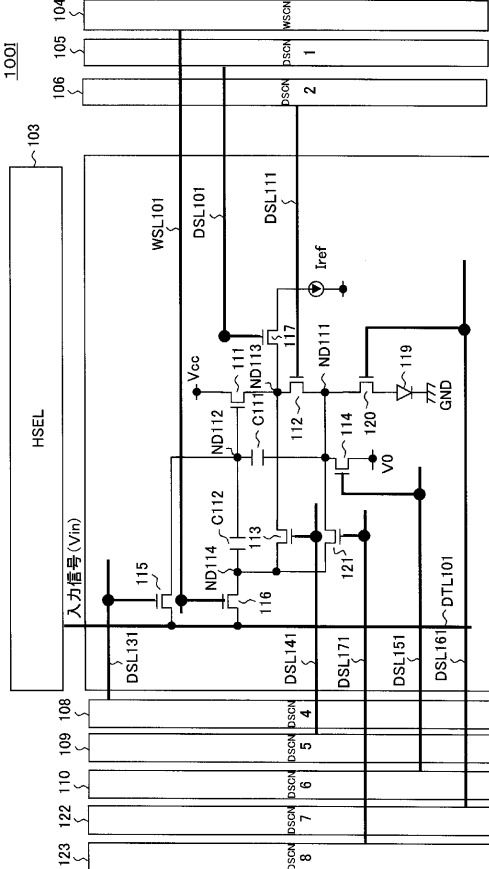 100I
104
WSCN
105
DSCN
1
106
DSCN
2
103
HSEL
入力信号(Vin)
WSL101
DSL101
DSL111
Iref
Vcc
111
ND113
117
ND111
119
ND112
C111
112
120
GND
C112
113
114
V0
ND114
121
115
116
DSL131
DSL141
DSL171
DSL151
DSL161
DTL101
108
DSCN
4
109
DSCN
5
110
DSCN
6
122
DSCN
7
123
DSCN
8